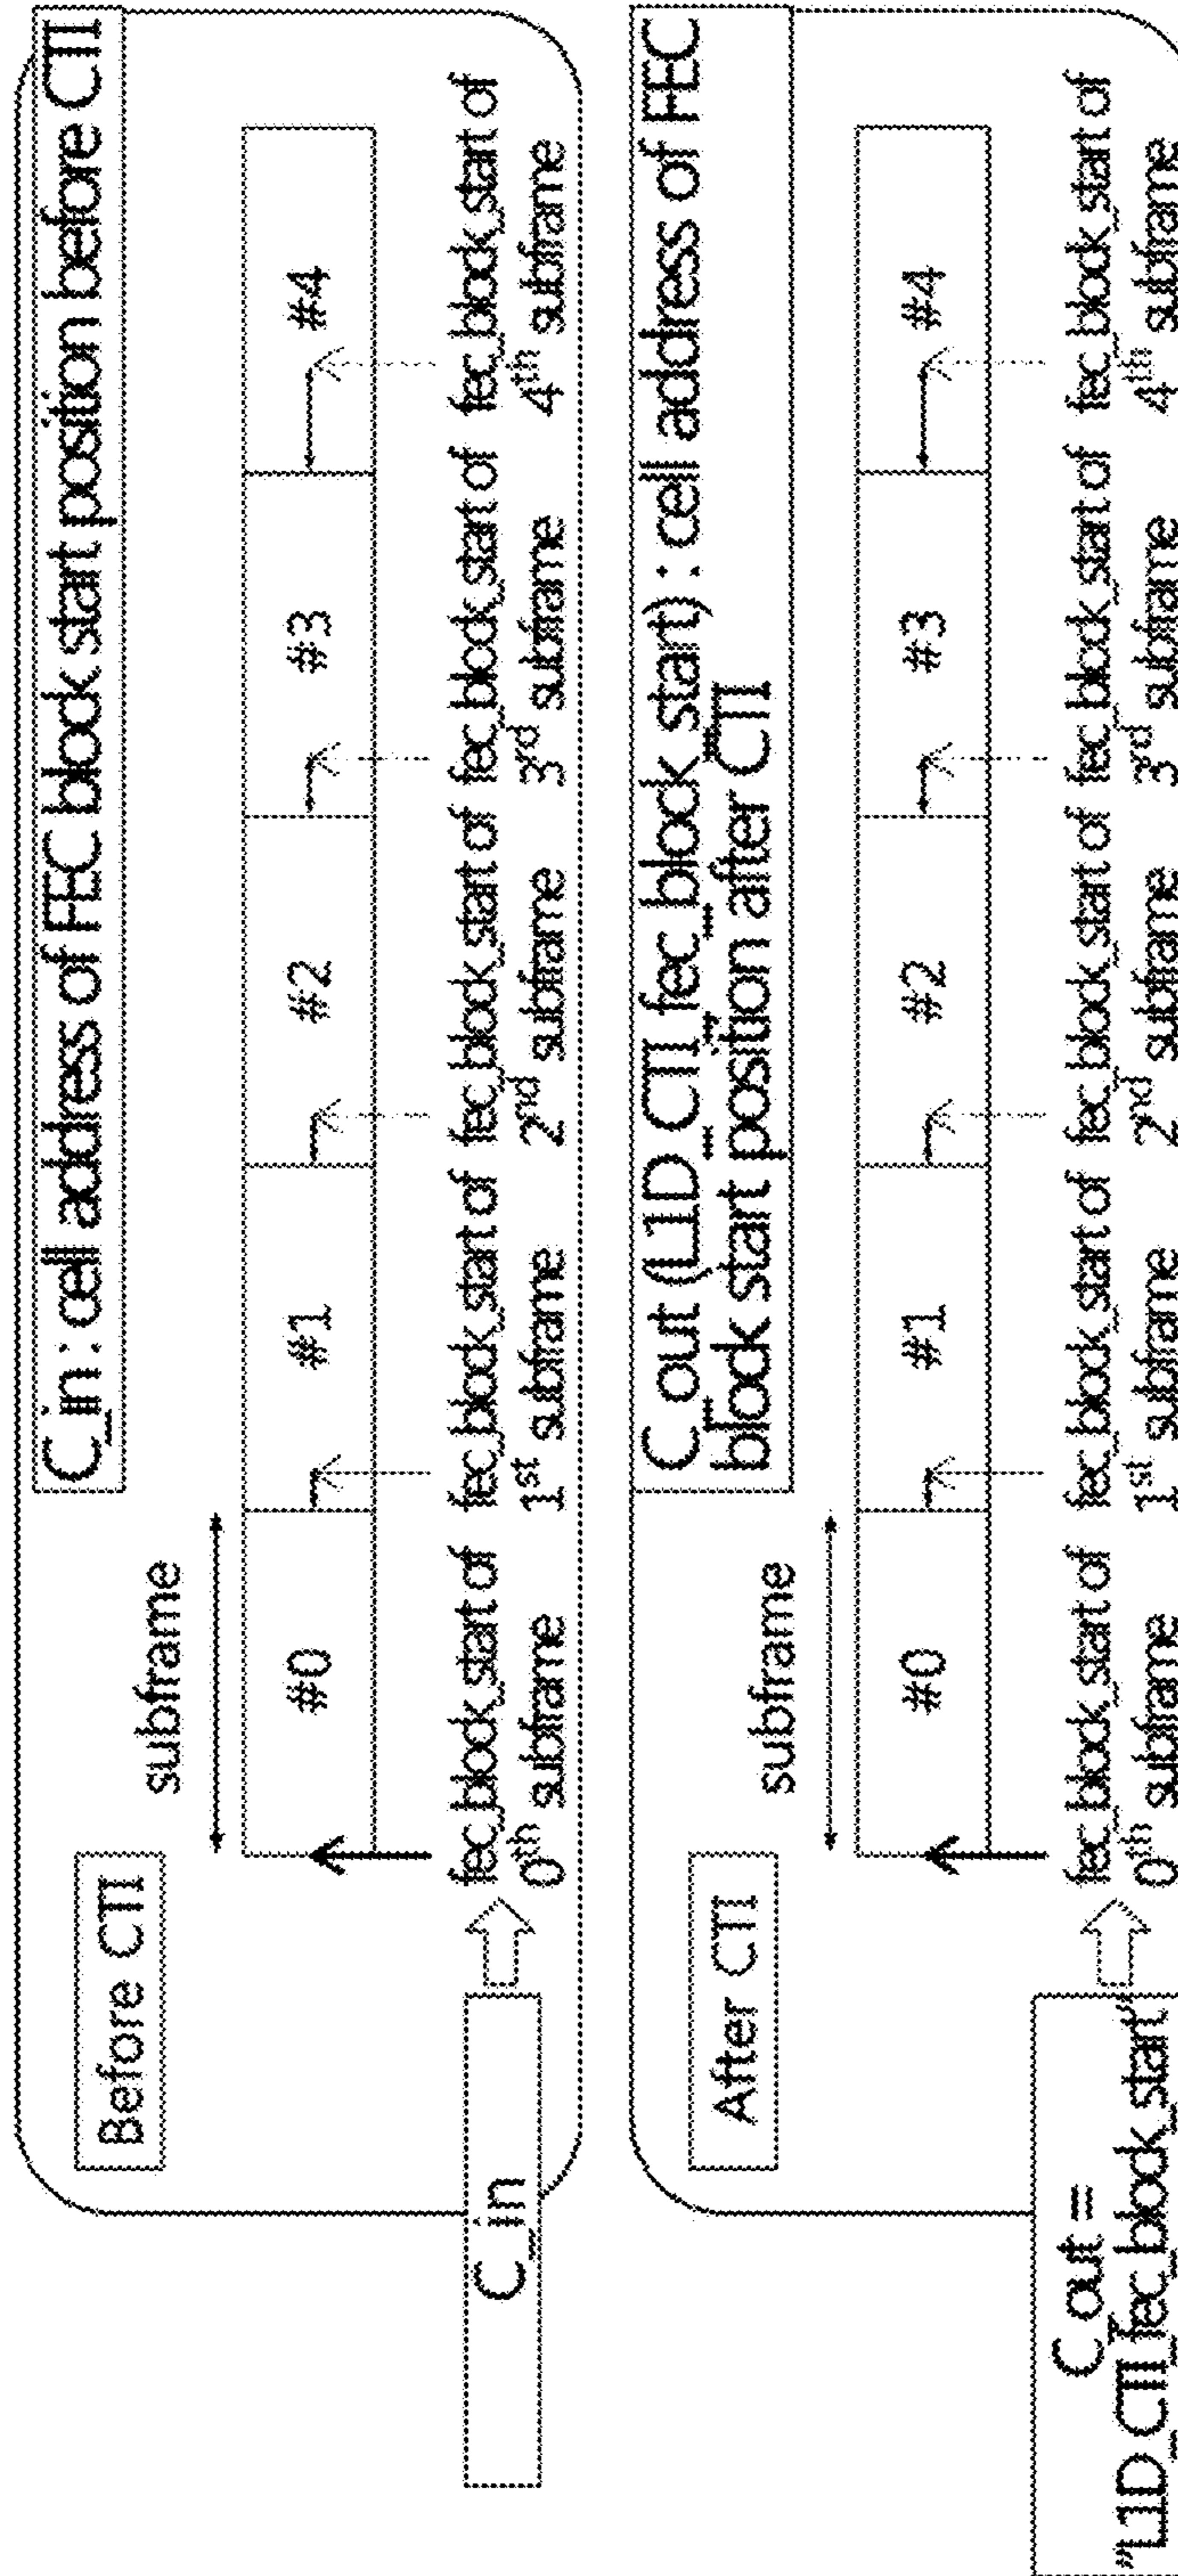 C_in : cell address of FEC block start position before CTI
Before CTI
subframe
#0 #1 #2 #3 #4
fec_block_start of 0th subframe
fec_block_start of 1st subframe
fec_block_start of 2nd subframe
fec_block_start of 3rd subframe
fec_block_start of 4th subframe
C_in
C_out (L1D_CTI_fec_block_start) : cell address of FEC
block start position after CTI
After CTI
subframe
#0 #1 #2 #3 #4
fec_block_start of 0th subframe
fec_block_start of 1st subframe
fec_block_start of 2nd subframe
fec_block_start of 3rd subframe
fec_block_start of 4th subframe
C_out =
"L1D_CTI_fec_block_start"